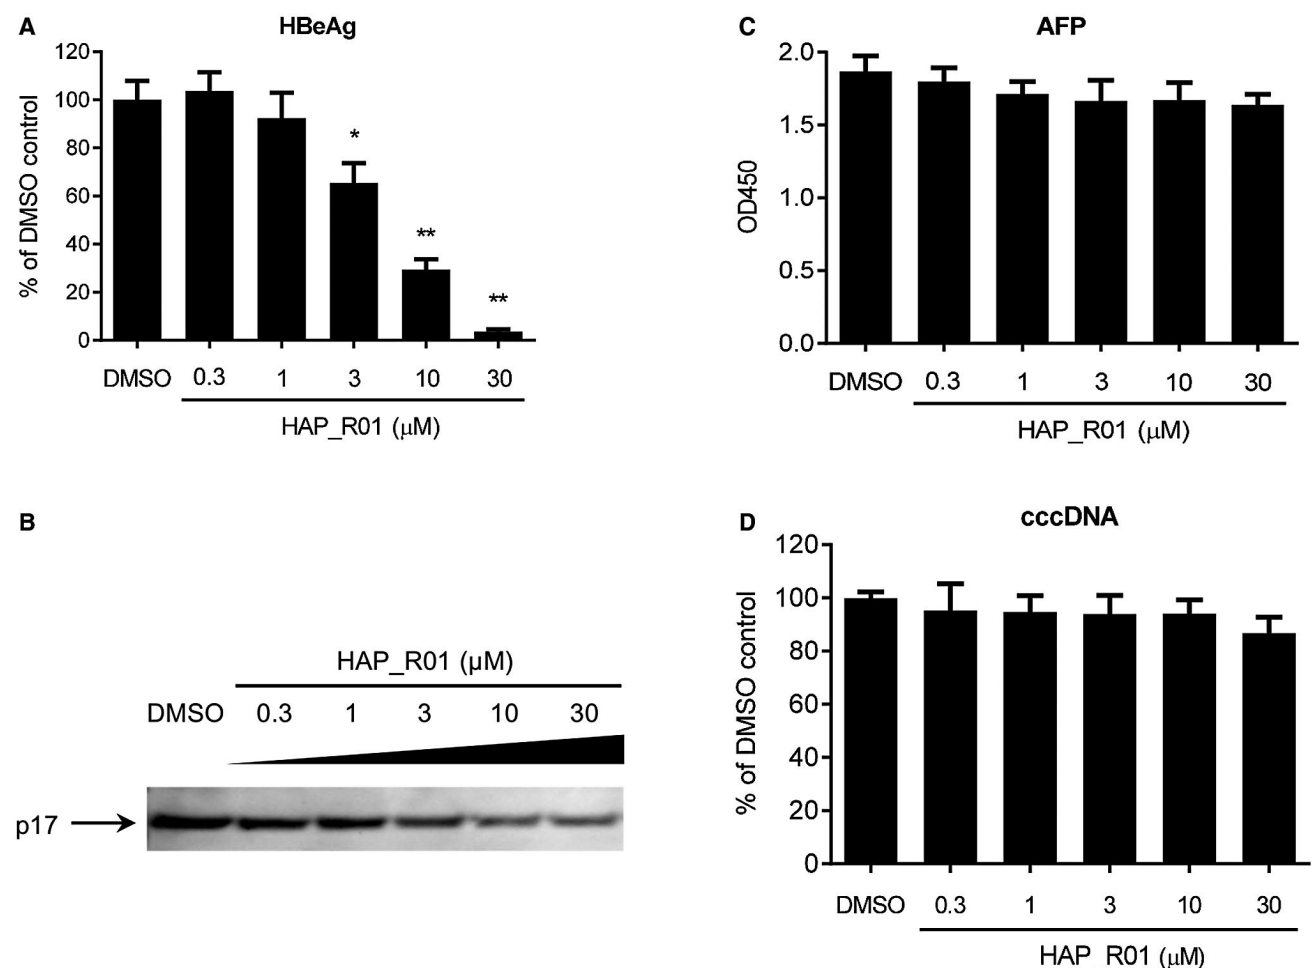 A
HBeAg
120
100
80
60
40
20
0
% of DMSO control
*
**
**
DMSO 0.3 1 3 10 30
HAP_R01 (μM)
B
HAP_R01 (μM)
DMSO 0.3 1 3 10 30
p17
C
AFP
2.0
1.5
1.0
0.5
0.0
OD450
DMSO 0.3 1 3 10 30
HAP_R01 (μM)
D
cccDNA
120
100
80
60
40
20
0
% of DMSO control
DMSO 0.3 1 3 10 30
HAP R01 (μM)